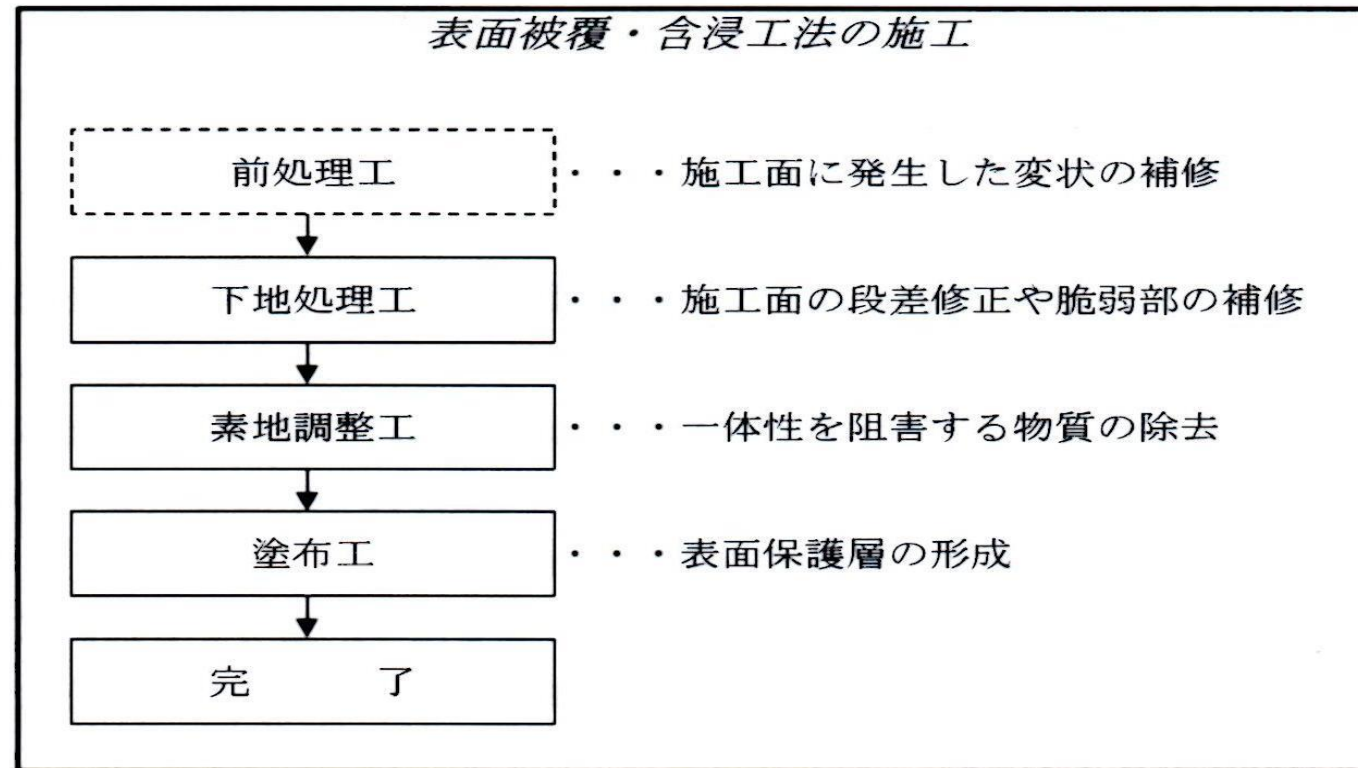 表面被覆・含浸工法の施工
前処理工・・・施工面に発生した変状の補修
下地処理工・・・施工面の段差修正や脆弱部の補修
素地調整工・・・一体性を阻害する物質の除去
塗布工・・・表面保護層の形成
完　　　了